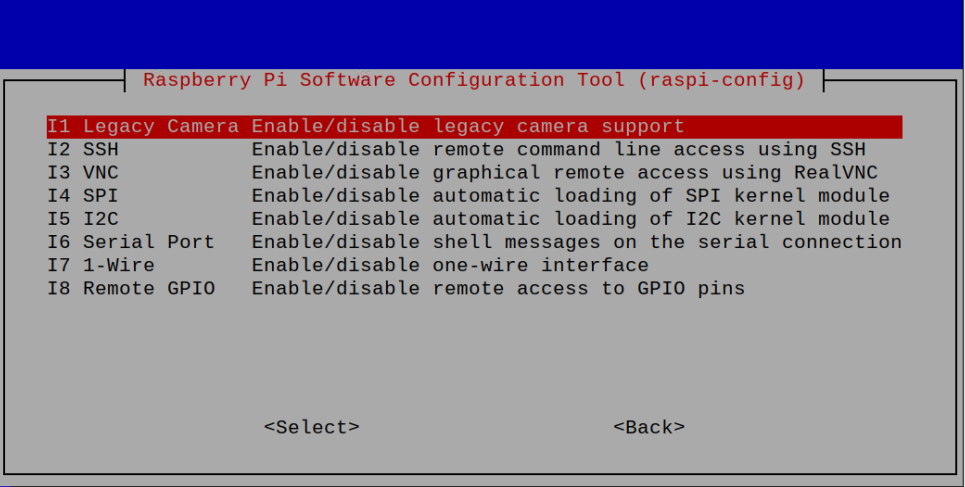 Raspberry Pi Software Configuration Tool (raspi-config)
I1 Legacy Camera Enable/disable legacy camera support
I2 SSH Enable/disable remote command line access using SSH
I3 VNC Enable/disable graphical remote access using RealVNC
I4 SPI Enable/disable automatic loading of SPI kernel module
I5 I2C Enable/disable automatic loading of I2C kernel module
I6 Serial Port Enable/disable shell messages on the serial connection
I7 1-Wire Enable/disable one-wire interface
I8 Remote GPIO Enable/disable remote access to GPIO pins
<Select> <Back>